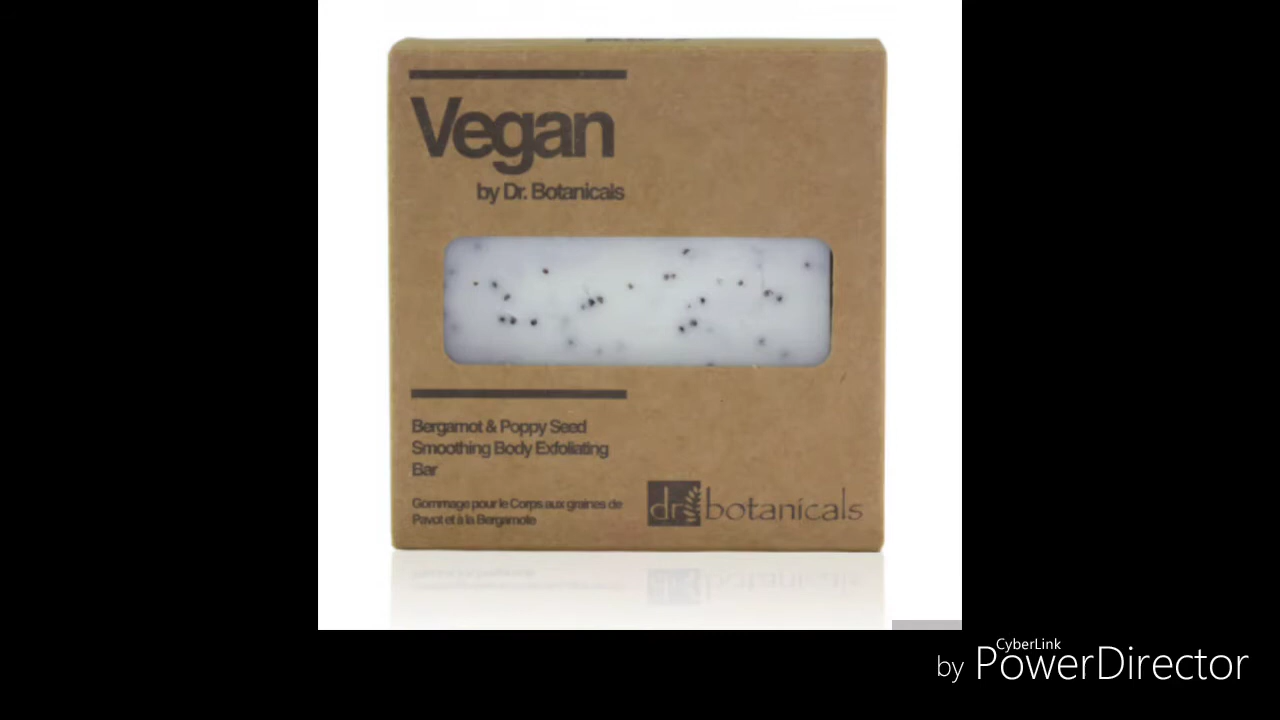 Vegan
by Dr. Botanicals
Bergamot & Poppy Seed
Smoothing Body Exfoliating
Bar
Gommage pour le Corps aux graines de
Pavot et à la Bergamote
dr. botanicals
CyberLink
by PowerDirector